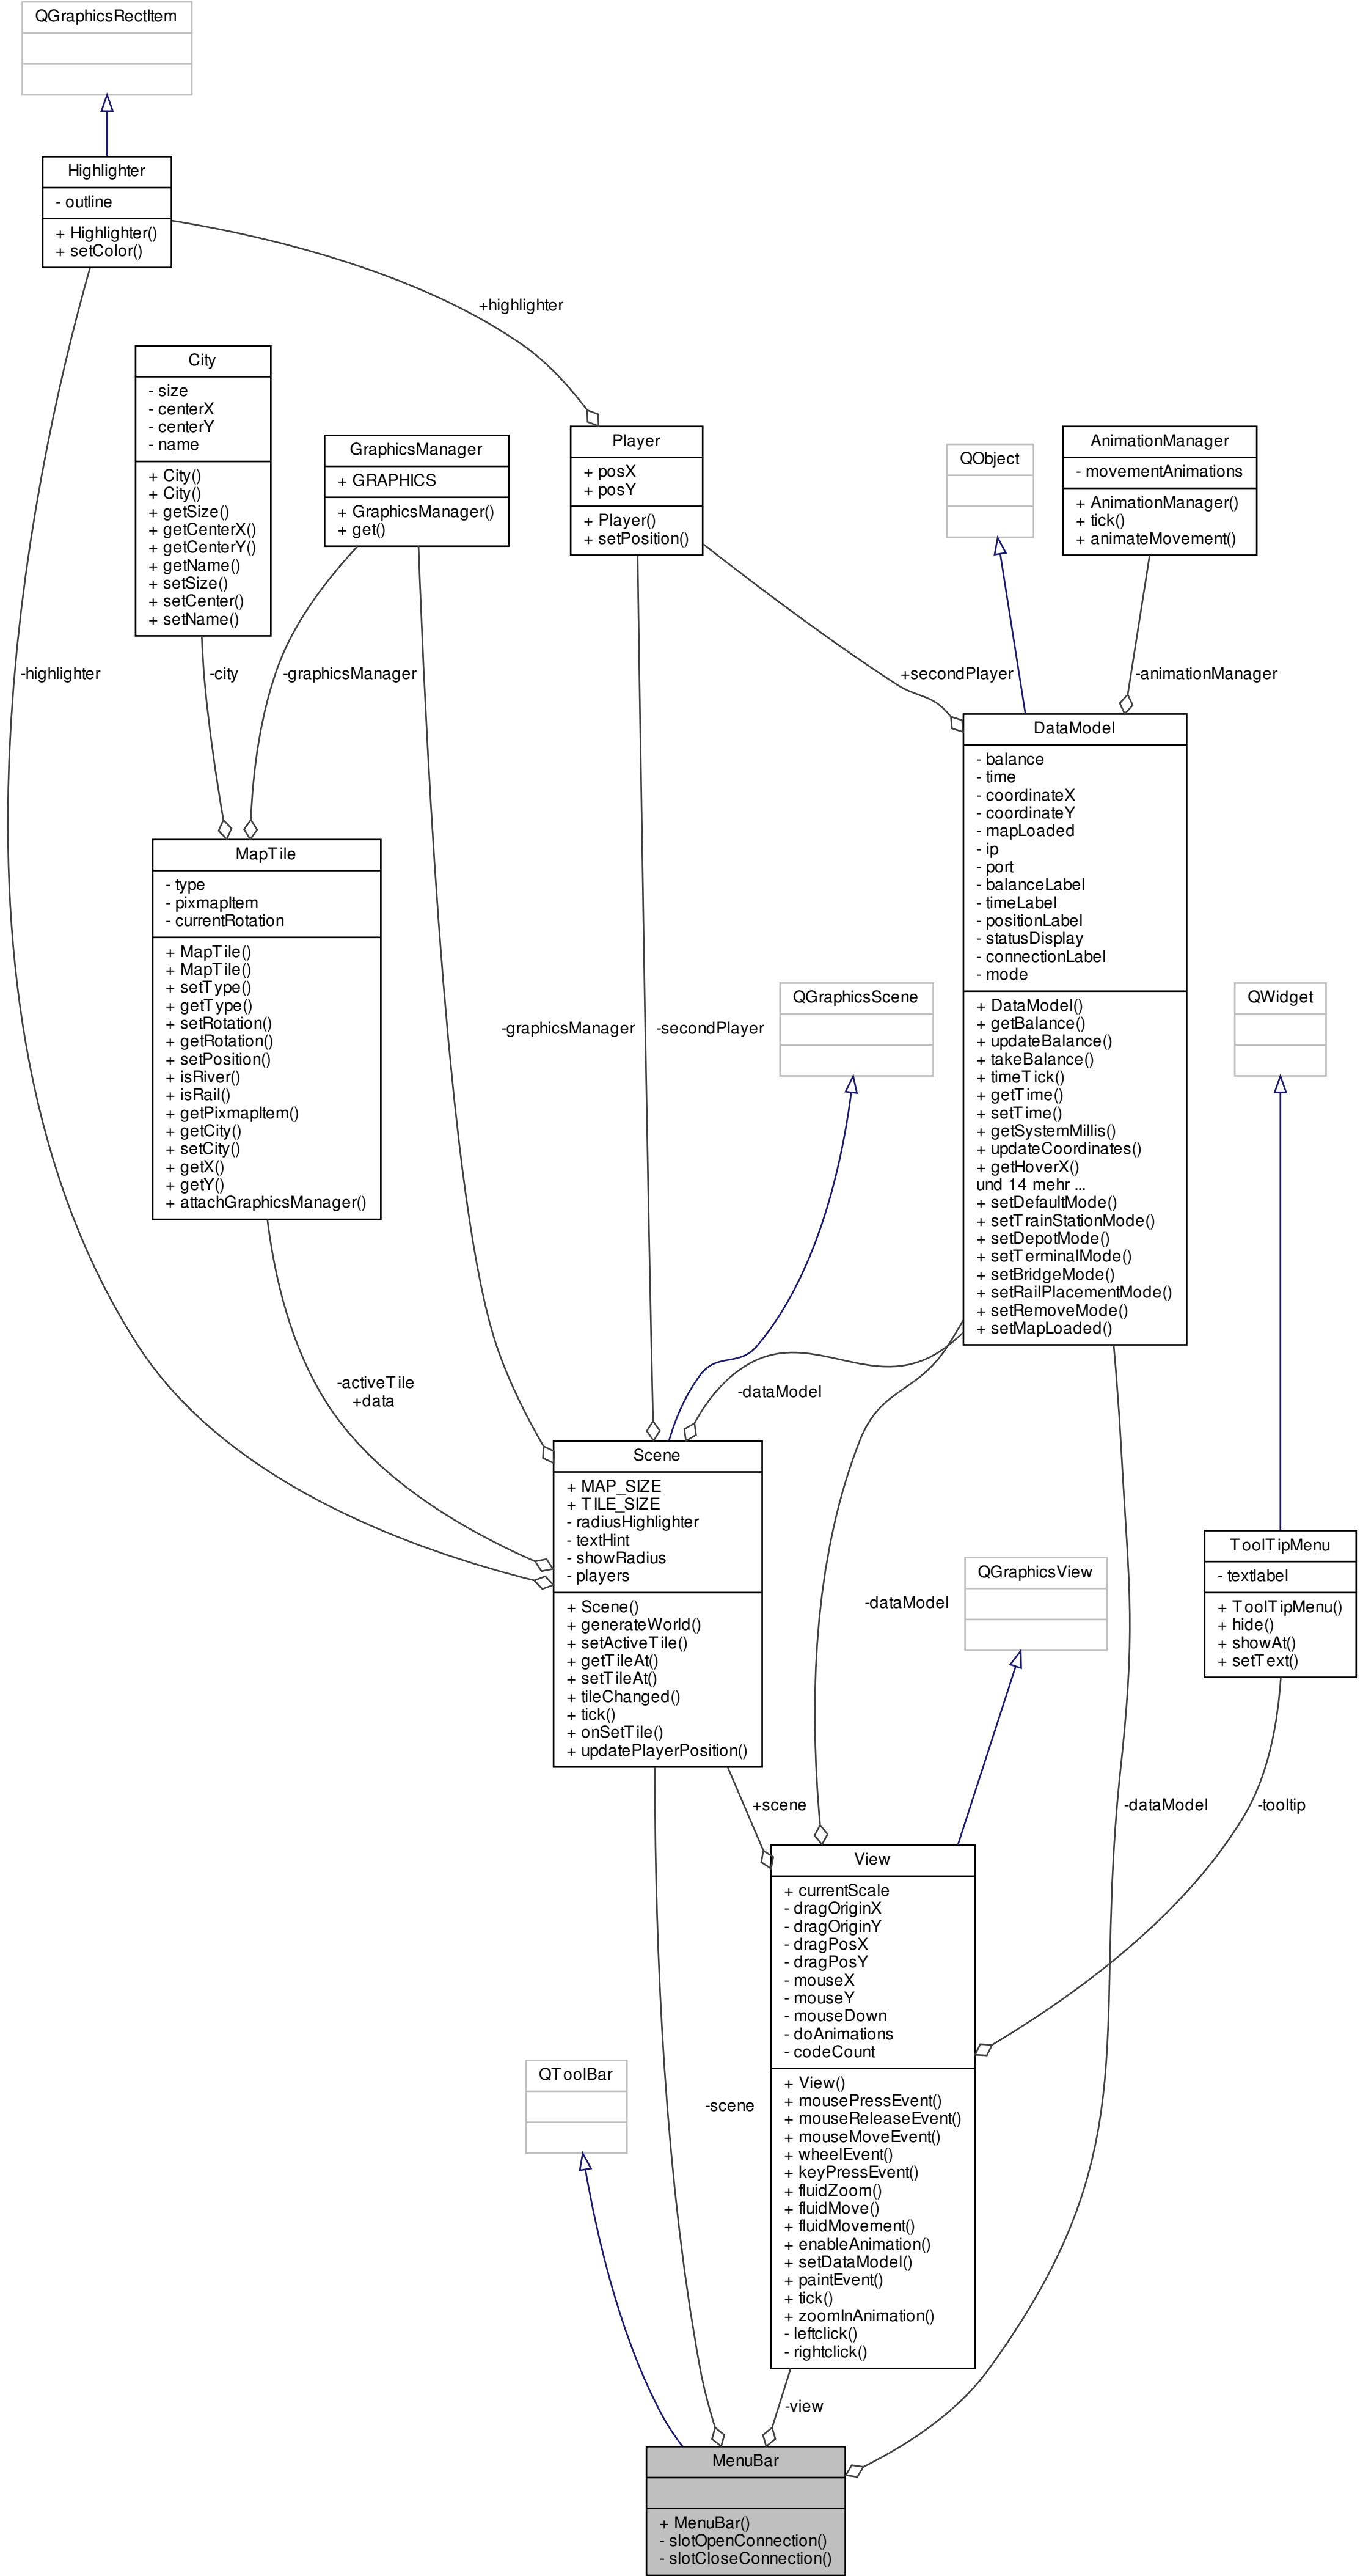 QGraphicsRectItem
Highlighter
- outline
+ Highlighter()
+ setColor()
+highlighter
City
- size
- centerX
- centerY
- name
+ City()
+ City()
+ getSize()
+ getCenterX()
+ getCenterY()
+ getName()
+ setSize()
+ setCenter()
+ setName()
GraphicsManager
+ GRAPHICS
+ GraphicsManager()
+ get()
Player
+ posX
+ posY
+ Player()
+ setPosition()
QObject
AnimationManager
- movementAnimations
+ AnimationManager()
+ tick()
+ animateMovement()
-highlighter
-city
-graphicsManager
+secondPlayer
-animationManager
DataModel
- balance
- time
- coordinateX
- coordinateY
- mapLoaded
- ip
- port
- balanceLabel
- timeLabel
- positionLabel
- statusDisplay
- connectionLabel
- mode
+ DataModel()
+ getBalance()
+ updateBalance()
+ takeBalance()
+ timeTick()
+ getTime()
+ setTime()
+ getSystemMillis()
+ updateCoordinates()
+ getHoverX()
und 14 mehr ...
+ setDefaultMode()
+ setTrainStationMode()
+ setDepotMode()
+ setTerminalMode()
+ setBridgeMode()
+ setRailPlacementMode()
+ setRemoveMode()
+ setMapLoaded()
MapTile
- type
- pixmapItem
- currentRotation
+ MapTile()
+ MapTile()
+ setType()
+ getType()
+ setRotation()
+ getRotation()
+ setPosition()
+ isRiver()
+ isRail()
+ getPixmapItem()
+ getCity()
+ setCity()
+ getX()
+ getY()
+ attachGraphicsManager()
QGraphicsScene
QWidget
-graphicsManager
-secondPlayer
-activeTile
+data
-dataModel
Scene
+ MAP_SIZE
+ TILE_SIZE
- radiusHighlighter
- textHint
- showRadius
- players
+ Scene()
+ generateWorld()
+ setActiveTile()
+ getTileAt()
+ setTileAt()
+ tileChanged()
+ tick()
+ onSetTile()
+ updatePlayerPosition()
-dataModel
QGraphicsView
ToolTipMenu
- textlabel
+ ToolTipMenu()
+ hide()
+ showAt()
+ setText()
+scene
-dataModel
-tooltip
View
+ currentScale
- dragOriginX
- dragOriginY
- dragPosX
- dragPosY
- mouseX
- mouseY
- mouseDown
- doAnimations
- codeCount
+ View()
+ mousePressEvent()
+ mouseReleaseEvent()
+ mouseMoveEvent()
+ wheelEvent()
+ keyPressEvent()
+ fluidZoom()
+ fluidMove()
+ fluidMovement()
+ enableAnimation()
+ setDataModel()
+ paintEvent()
+ tick()
+ zoomInAnimation()
- leftclick()
- rightclick()
QToolBar
-scene
-view
MenuBar
+ MenuBar()
- slotOpenConnection()
- slotCloseConnection()